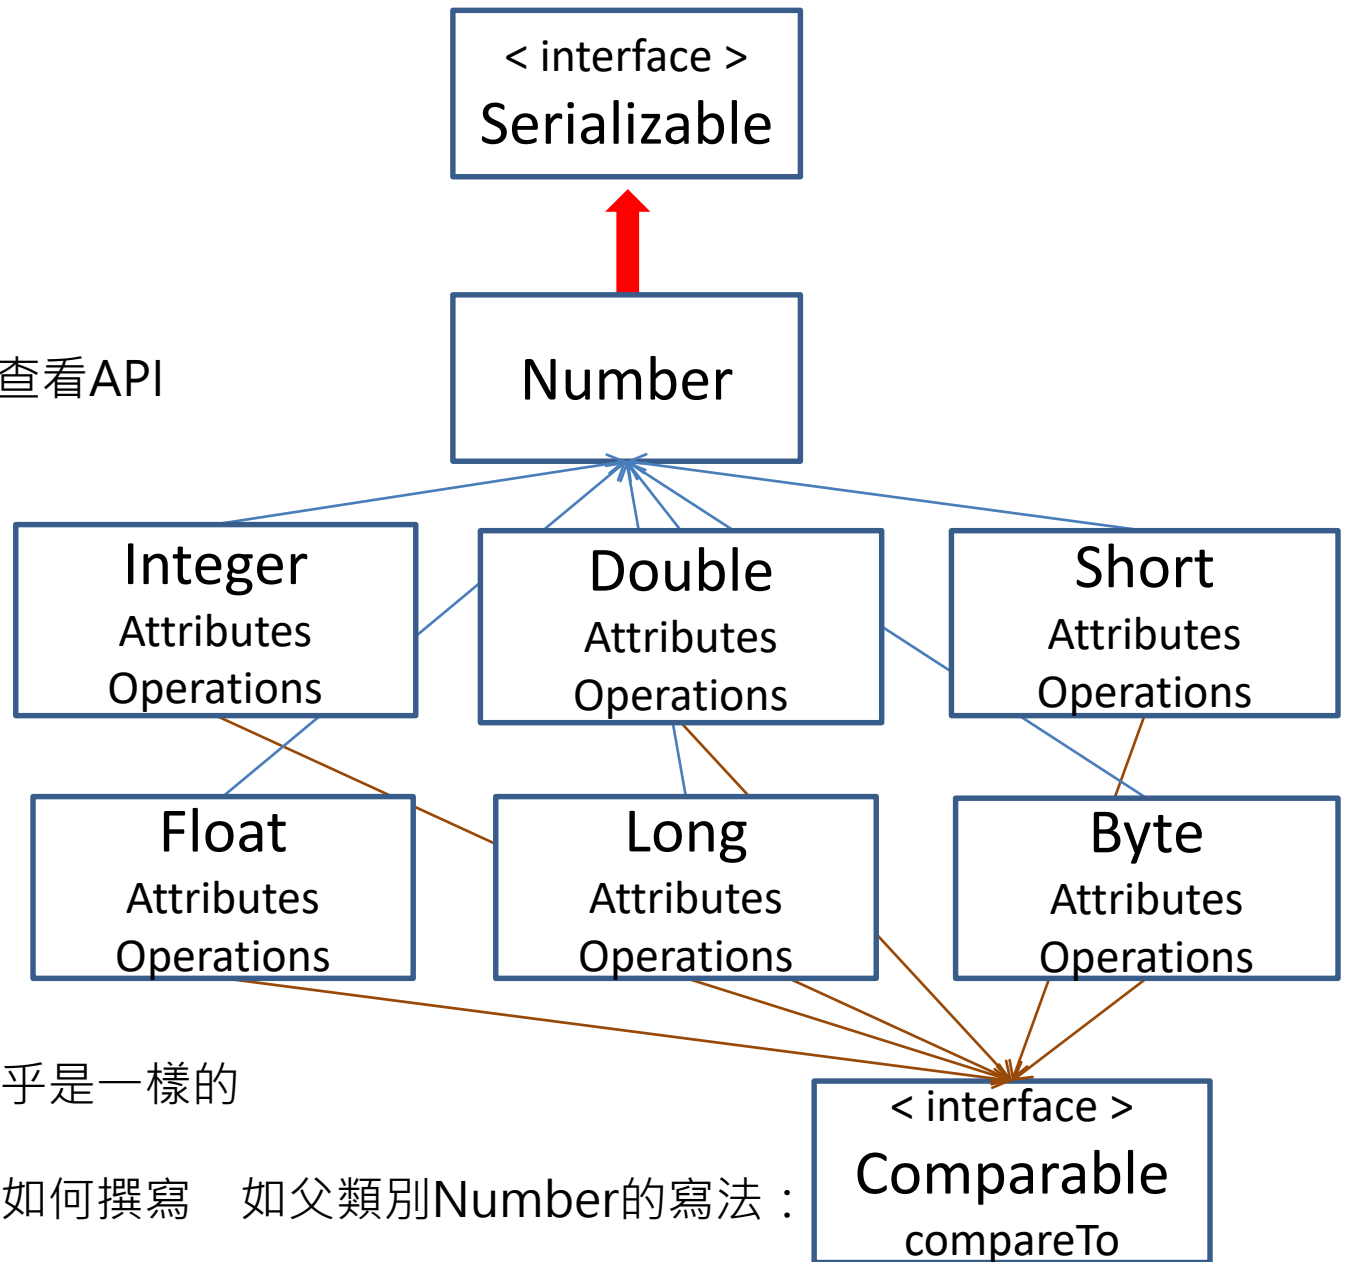 < interface >
Serializable
查看API
Number
Integer
Attributes
Operations
Double
Attributes
Operations
Short
Attributes
Operations
Float
Attributes
Operations
Long
Attributes
Operations
Byte
Attributes
Operations
乎是一樣的
< interface >
Comparable
compareTo
如何撰寫　如父類別Number的寫法：